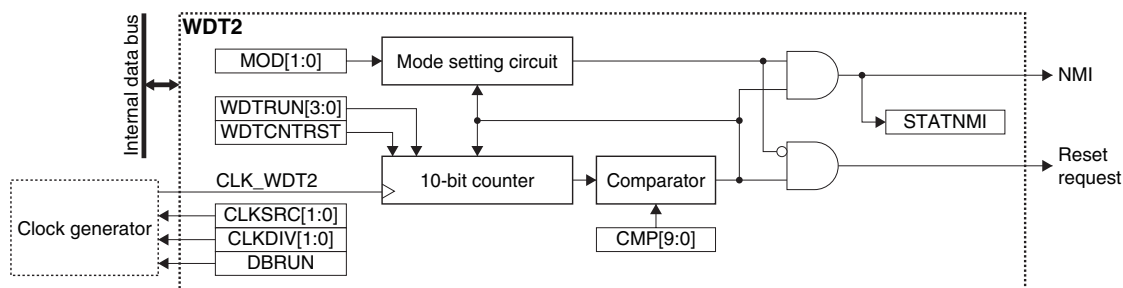 WDT2
Internal data bus
MOD[1:0]
Mode setting circuit
NMI
WDTRUN[3:0]
WDTCNTRST
STATNMI
CLK_WDT2
10-bit counter
Comparator
Reset
request
Clock generator
CLKSRC[1:0]
CLKDIV[1:0]
DBRUN
CMP[9:0]